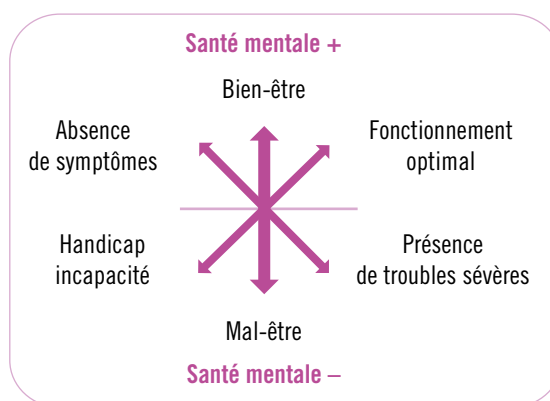 Santé mentale +
Bien-être
Absence
de symptômes
Fonctionnement
optimal
Handicap
incapacité
Présence
de troubles sévères
Mal-être
Santé mentale –